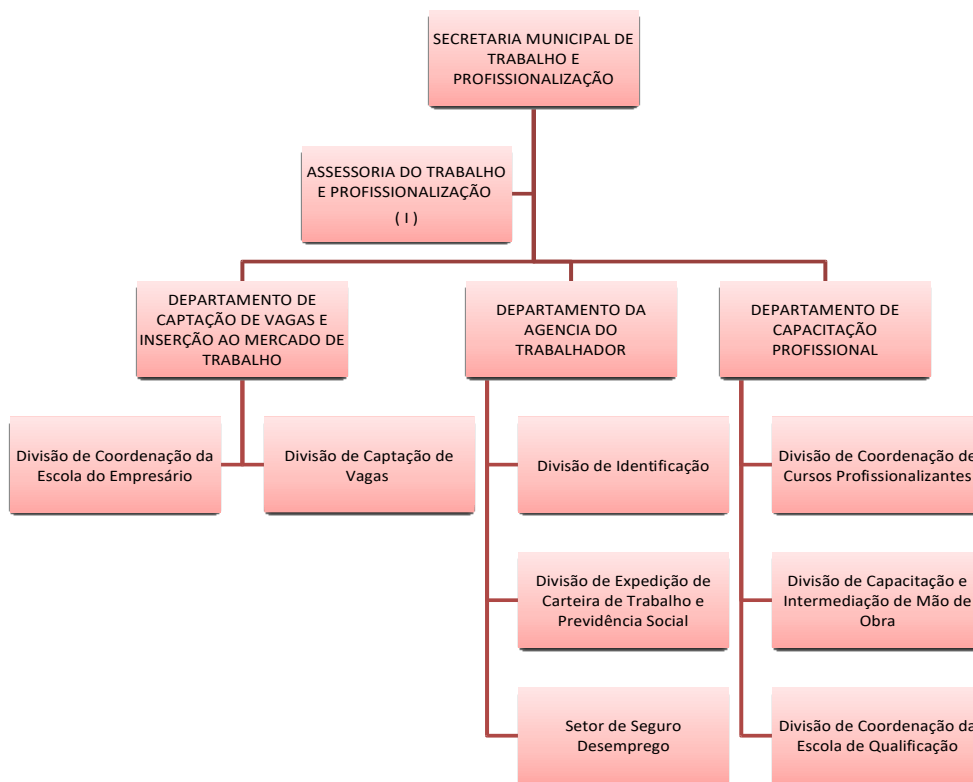 SECRETARIA MUNICIPAL DE
TRABALHO E
PROFISSIONALIZAÇÃO
ASSESSORIA DO TRABALHO
E PROFISSIONALIZAÇÃO
( I )
DEPARTAMENTO DE
CAPTAÇÃO DE VAGAS E
INSERÇÃO AO MERCADO DE
TRABALHO
DEPARTAMENTO DA
AGENCIA DO
TRABALHADOR
DEPARTAMENTO DE
CAPACITAÇÃO
PROFISSIONAL
Divisão de Coordenação da
Escola do Empresário
Divisão de Captação de
Vagas
Divisão de Identificação
Divisão de Coordenação de
Cursos Profissionalizantes
Divisão de Expedição de
Carteira de Trabalho e
Previdência Social
Divisão de Capacitação e
Intermediação de Mão de
Obra
Setor de Seguro
Desemprego
Divisão de Coordenação da
Escola de Qualificação